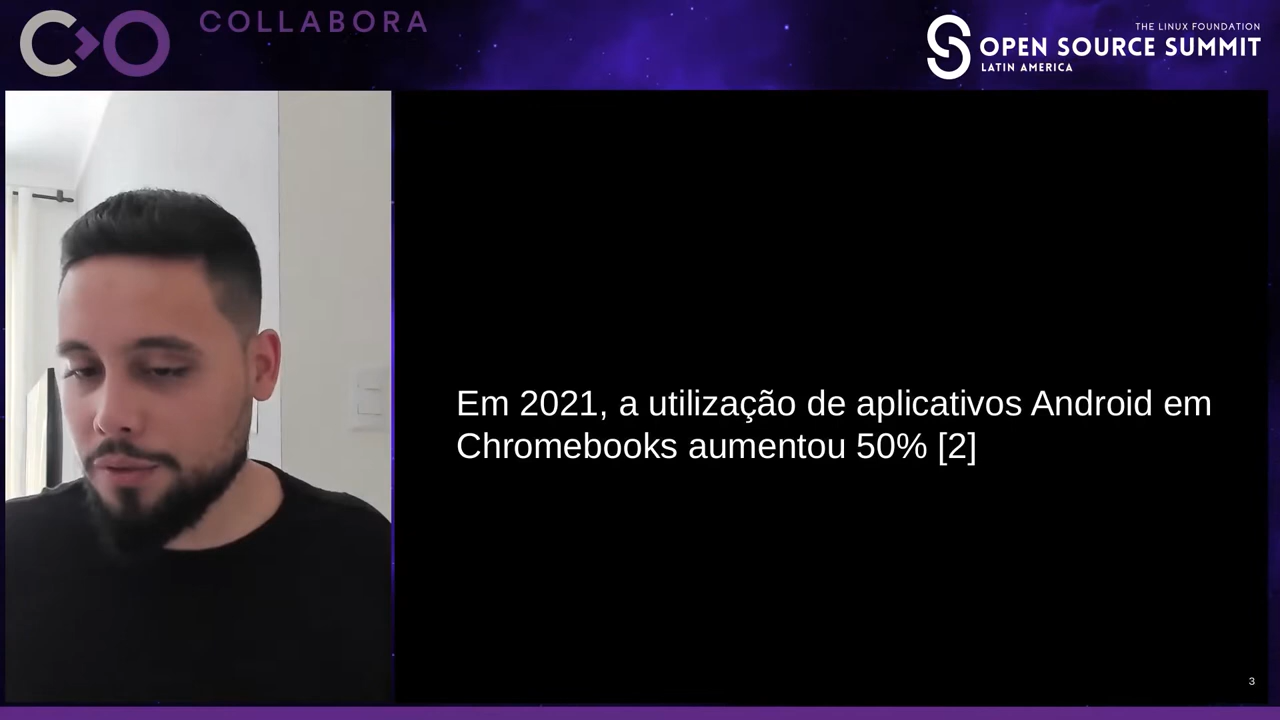 COLLABORA
THE LINUX FOUNDATION
OPEN SOURCE SUMMIT
LATIN AMERICA
Em 2021, a utilização de aplicativos Android em
Chromebooks aumentou 50% [2]
3